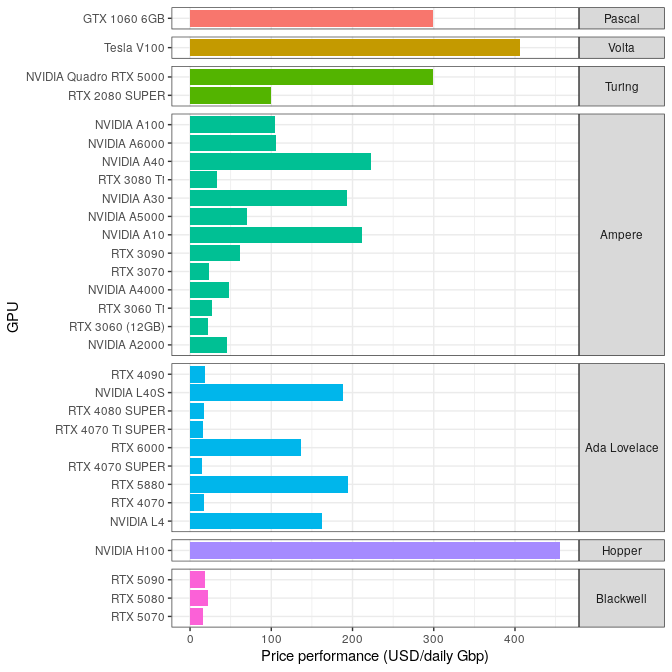 GTX 1060 6GB
Pascal
Tesla V100
Volta
NVIDIA Quadro RTX 5000
RTX 2080 SUPER
Turing
NVIDIA A100
NVIDIA A6000
NVIDIA A40
RTX 3080 TI
NVIDIA A30
NVIDIA A5000
NVIDIA A10
RTX 3090
RTX 3070
NVIDIA A4000
RTX 3060 TI
RTX 3060 (12GB)
NVIDIA A2000
Ampere
RTX 4090
NVIDIA L40S
RTX 4080 SUPER
RTX 4070 TI SUPER
RTX 6000
RTX 4070 SUPER
RTX 5880
RTX 4070
NVIDIA L4
Ada Lovelace
NVIDIA H100
Hopper
RTX 5090
RTX 5080
RTX 5070
Blackwell
GPU
0 100 200 300 400
Price performance (USD/daily Gbp)